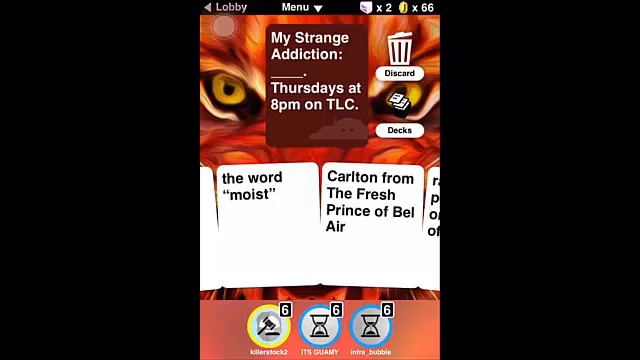 Lobby
Menu
x 2
x 66
My Strange
Addiction:
____.
Thursdays at
8pm on TLC.
Discard
Decks
the word
“moist”
Carlton from
The Fresh
Prince of Bel
Air
6
6
6
killerstock2
ITS GUAMY
infra_bubble